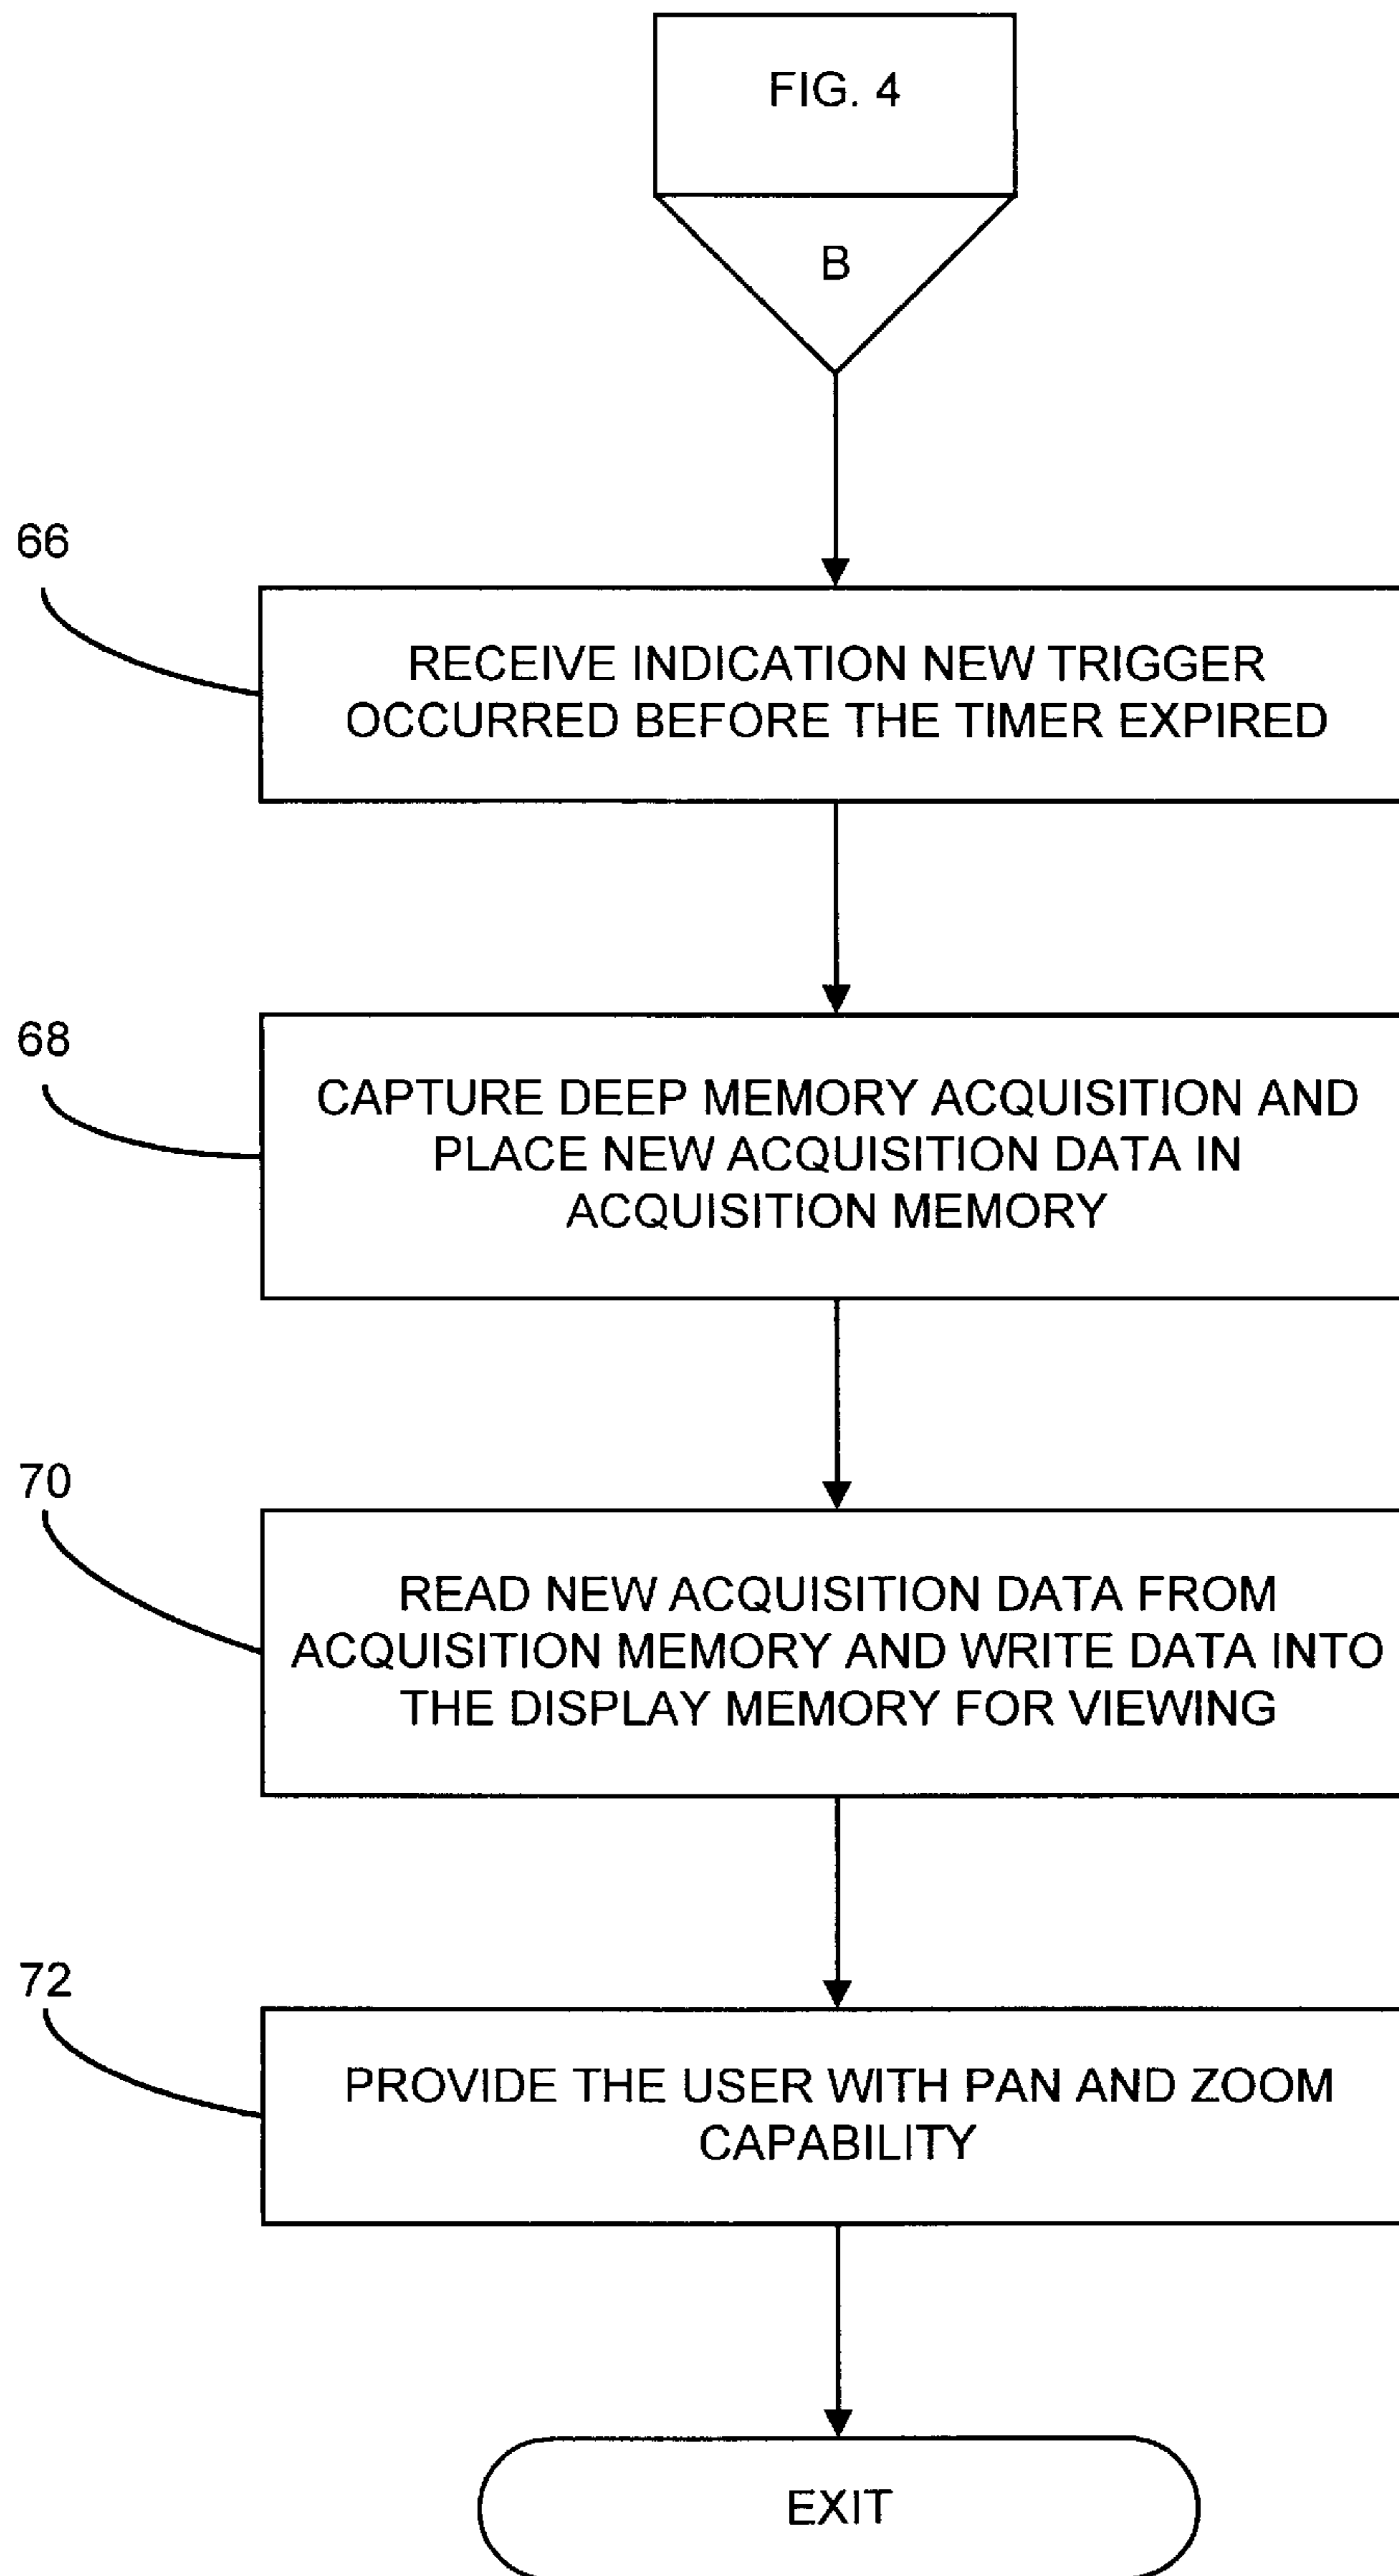 FIG. 4
B
66
RECEIVE INDICATION NEW TRIGGER
OCCURRED BEFORE THE TIMER EXPIRED
68
CAPTURE DEEP MEMORY ACQUISITION AND
PLACE NEW ACQUISITION DATA IN
ACQUISITION MEMORY
70
READ NEW ACQUISITION DATA FROM
ACQUISITION MEMORY AND WRITE DATA INTO
THE DISPLAY MEMORY FOR VIEWING
72
PROVIDE THE USER WITH PAN AND ZOOM
CAPABILITY
EXIT